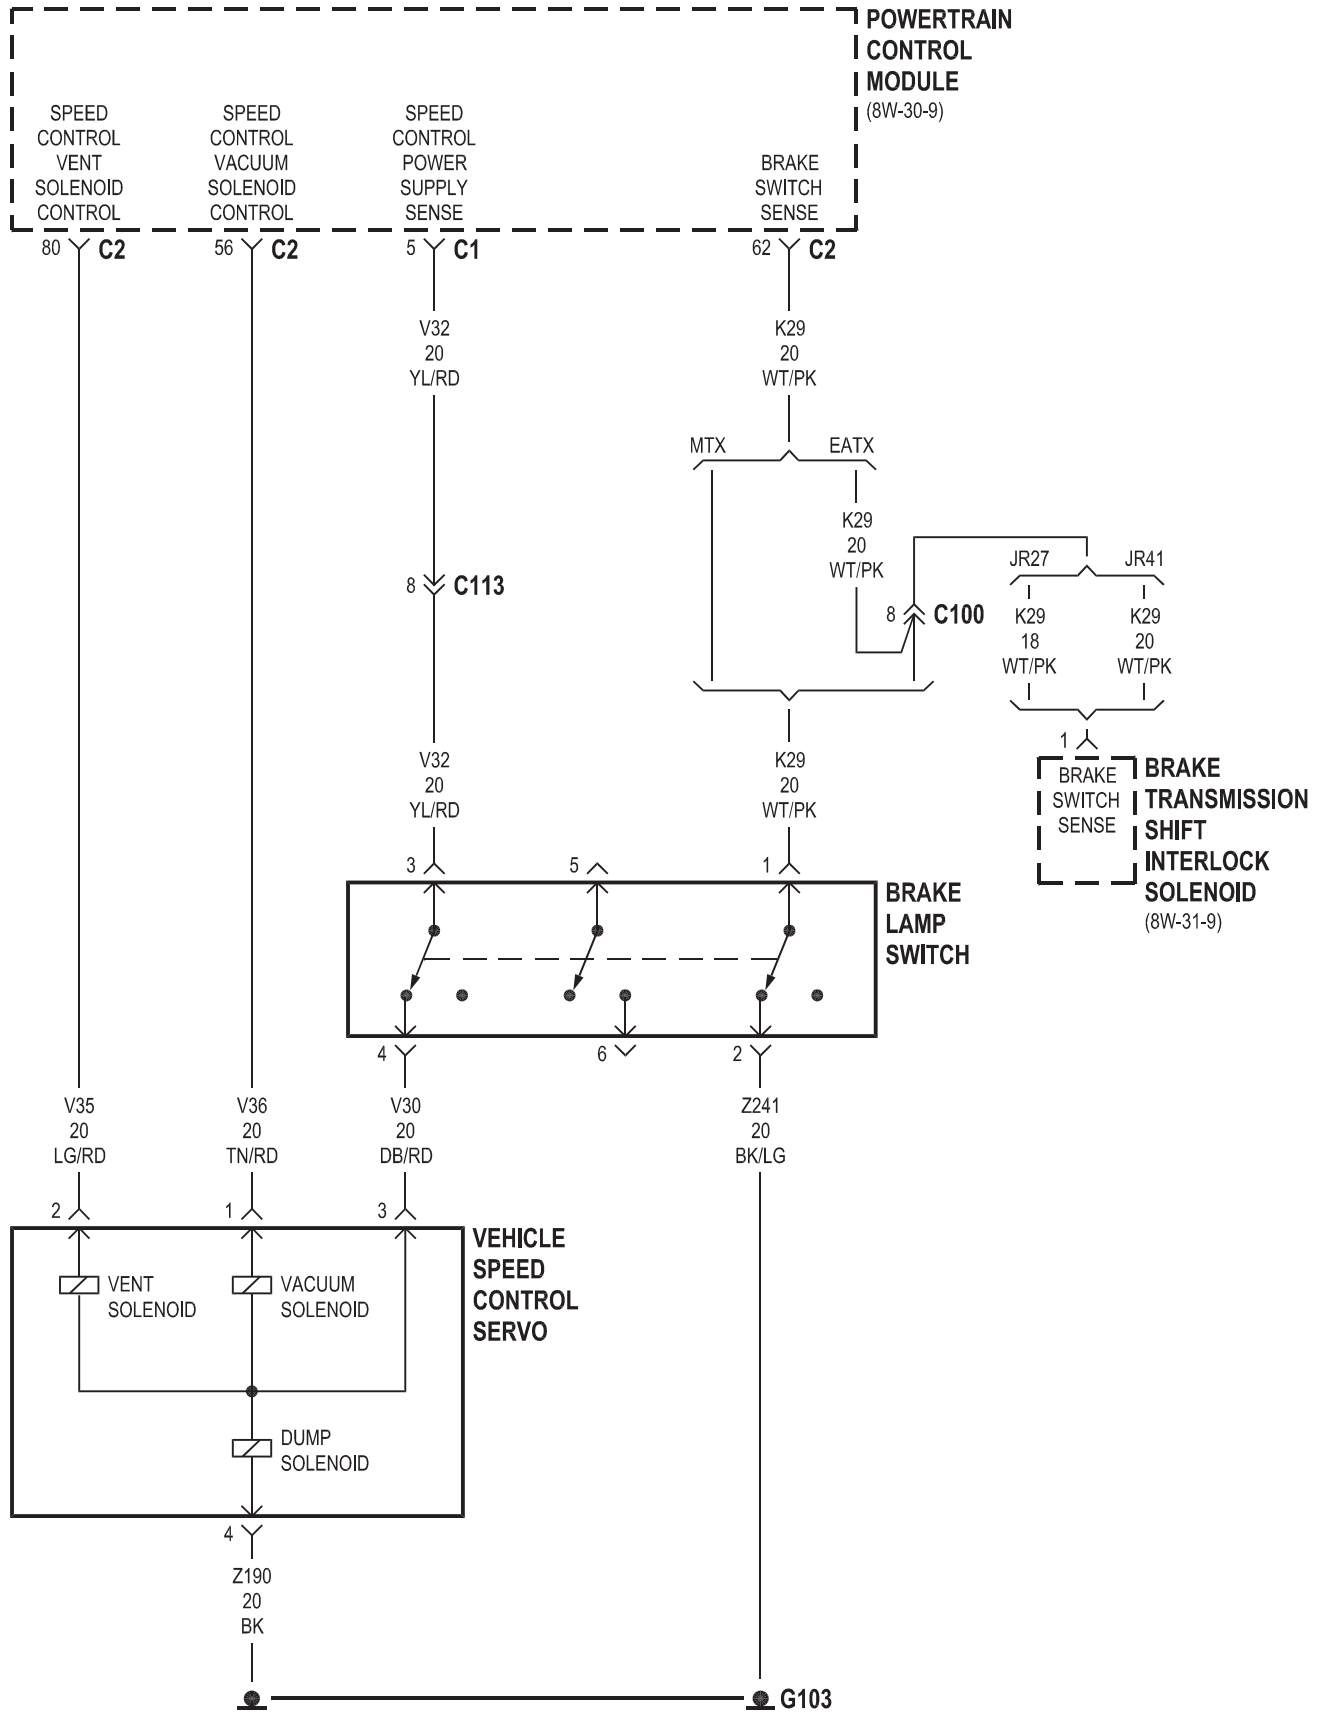 POWERTRAIN
CONTROL
MODULE
(8W-30-9)
SPEED
CONTROL
VENT
SOLENOID
CONTROL
SPEED
CONTROL
VACUUM
SOLENOID
CONTROL
SPEED
CONTROL
POWER
SUPPLY
SENSE
BRAKE
SWITCH
SENSE
80 C2
56 C2
5 C1
62 C2
V32
20
YL/RD
K29
20
WT/PK
MTX
EATX
K29
20
WT/PK
8 C113
8 C100
JR27
JR41
K29
18
WT/PK
K29
20
WT/PK
1
BRAKE
SWITCH
SENSE
BRAKE
TRANSMISSION
SHIFT
INTERLOCK
SOLENOID
(8W-31-9)
V32
20
YL/RD
K29
20
WT/PK
3
5
1
BRAKE
LAMP
SWITCH
4
6
2
V35
20
LG/RD
V36
20
TN/RD
V30
20
DB/RD
Z241
20
BK/LG
2
1
3
VEHICLE
SPEED
CONTROL
SERVO
VENT
SOLENOID
VACUUM
SOLENOID
DUMP
SOLENOID
4
Z190
20
BK
G103